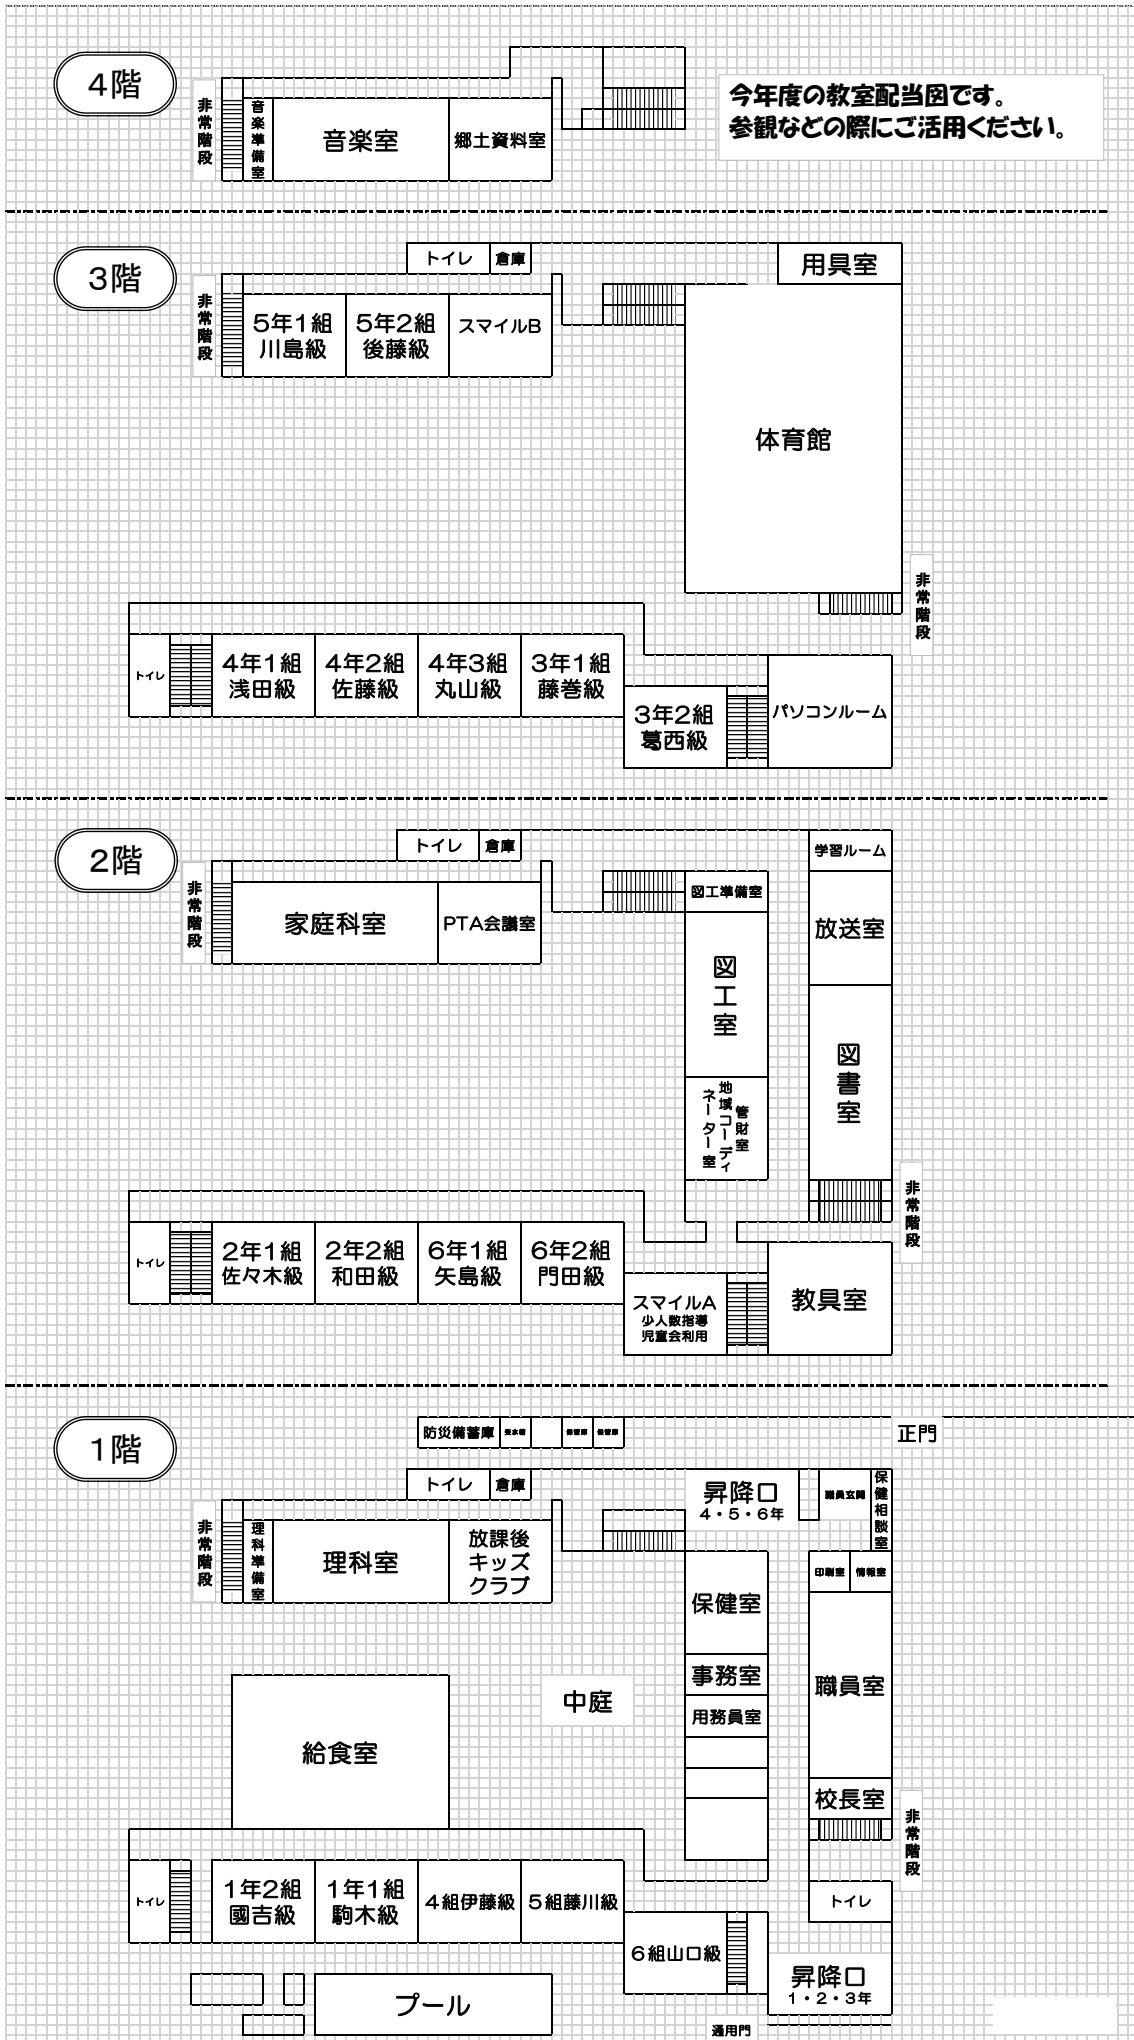 4階
今年度の教室配当図です。
参観などの際にご活用ください。
非常階段
音楽準備室
音楽室
郷土資料室
3階
トイレ
倉庫
用具室
非常階段
5年1組
川島級
5年2組
後藤級
スマイルB
体育館
非常階段
トイレ
4年1組
浅田級
4年2組
佐藤級
4年3組
丸山級
3年1組
藤巻級
3年2組
葛西級
パソコンルーム
2階
トイレ
倉庫
学習ルーム
非常階段
家庭科室
PTA会議室
図工準備室
放送室
図工室
図書室
管財室
地域コーディ
ネーター室
非常階段
トイレ
2年1組
佐々木級
2年2組
和田級
6年1組
矢島級
6年2組
門田級
スマイルA
少人数指導
児童会利用
教具室
1階
防災備蓄庫
正門
トイレ
倉庫
昇降口
4・5・6年
職員玄関
保健相談室
非常階段
理科準備室
理科室
放課後
キッズ
クラブ
印刷室
情報室
保健室
事務室
職員室
中庭
用務員室
給食室
校長室
非常階段
トイレ
1年2組
國吉級
1年1組
駒木級
4組伊藤級
5組藤川級
トイレ
6組山口級
昇降口
1・2・3年
プール
通用門